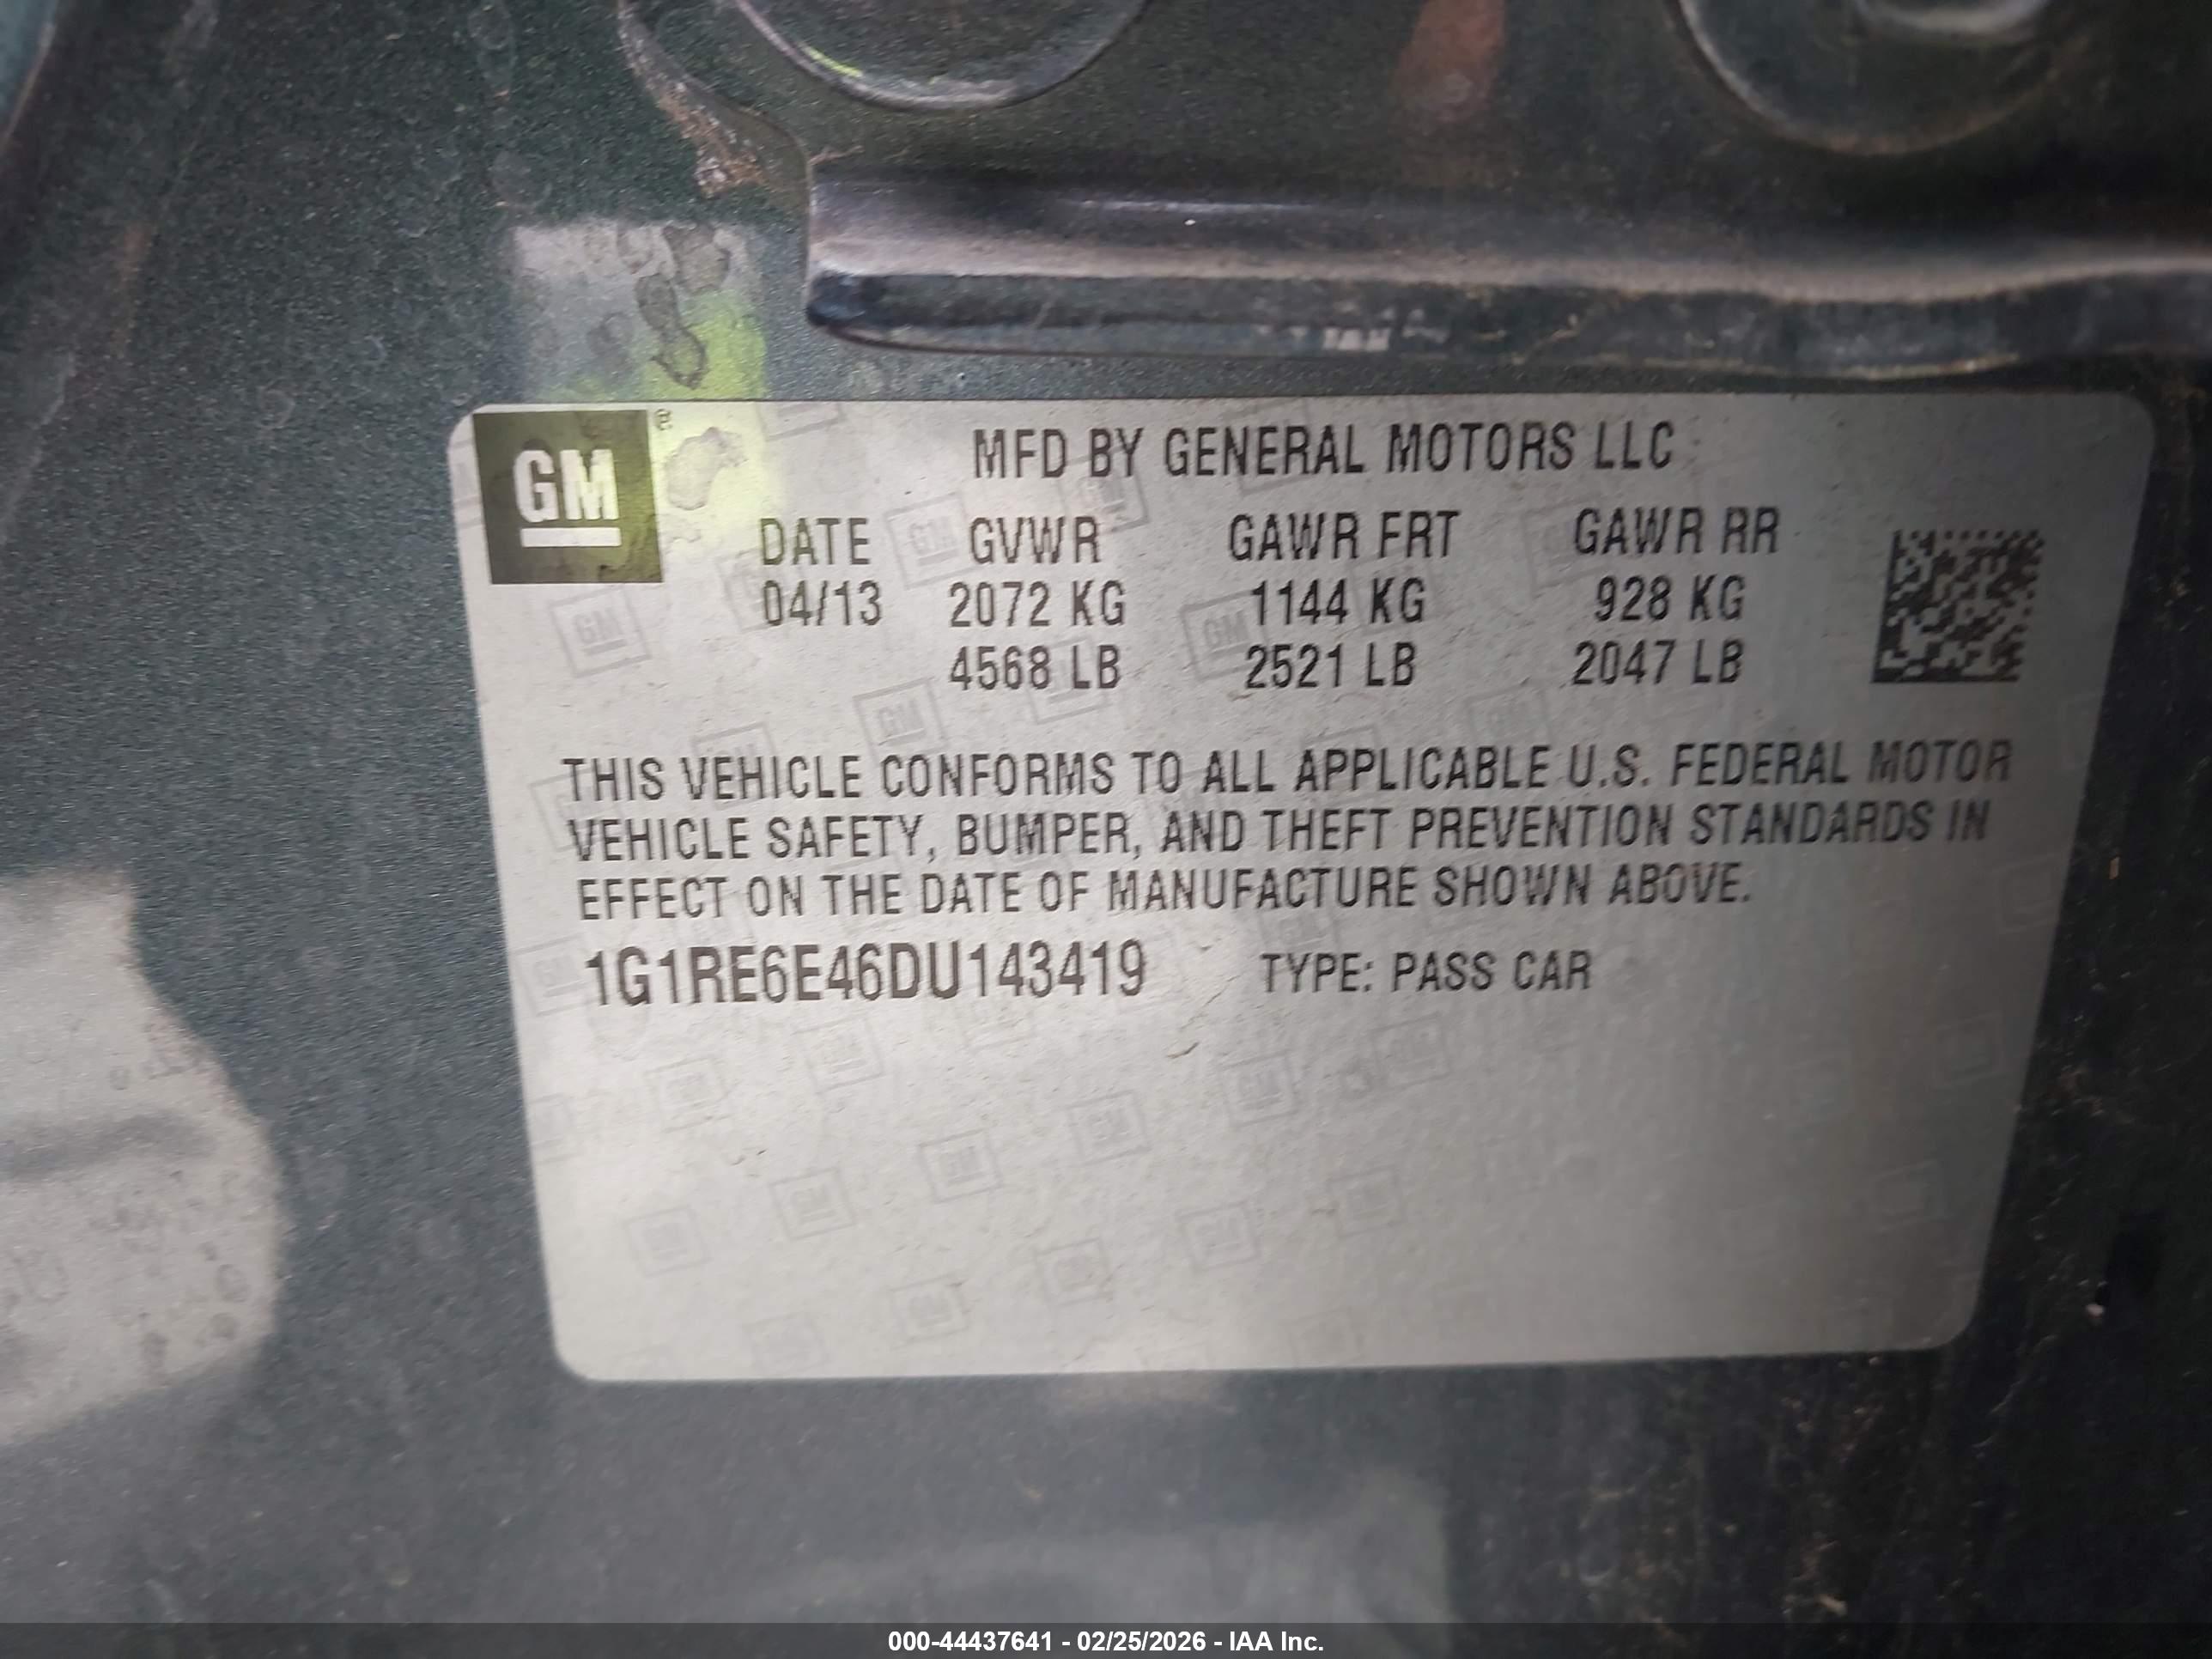 GM
MFD BY GENERAL MOTORS LLC
DATE GVWR GAWR FRT GAWR RR
04/13 2072 KG 1144 KG 928 KG
4568 LB 2521 LB 2047 LB
THIS VEHICLE CONFORMS TO ALL APPLICABLE U.S. FEDERAL MOTOR
VEHICLE SAFETY, BUMPER, AND THEFT PREVENTION STANDARDS IN
EFFECT ON THE DATE OF MANUFACTURE SHOWN ABOVE.
1G1RE6E46DU143419 TYPE: PASS CAR
000-44437641 - 02/25/2026 - IAA Inc.